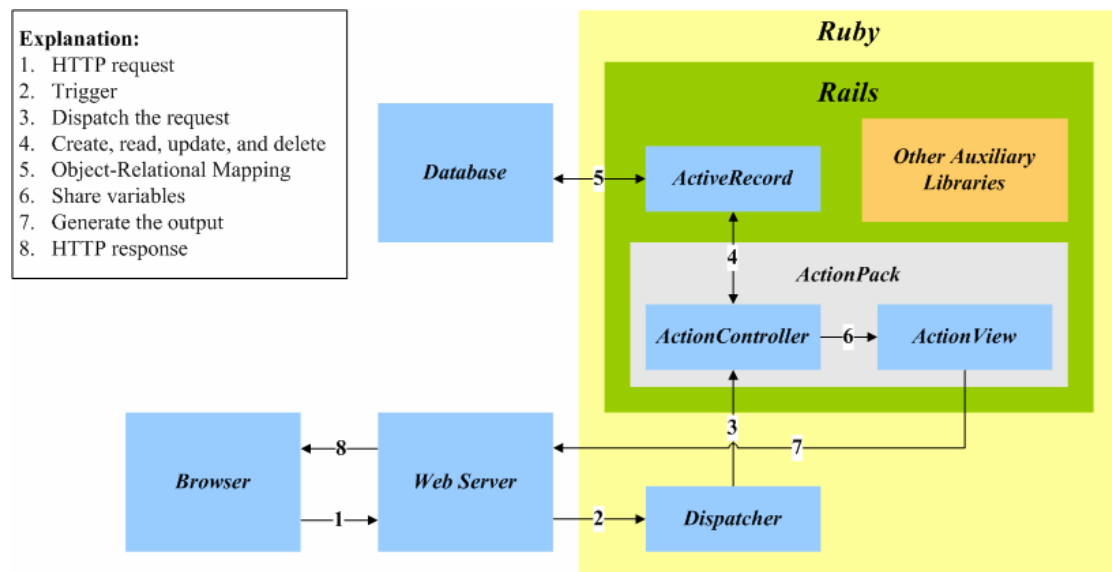 Explanation:
1. HTTP request
2. Trigger
3. Dispatch the request
4. Create, read, update, and delete
5. Object-Relational Mapping
6. Share variables
7. Generate the output
8. HTTP response
Ruby
Rails
Database
5
ActiveRecord
Other Auxiliary
Libraries
4
ActionPack
ActionController
6
ActionView
3
7
8
Browser
Web Server
1
2
Dispatcher